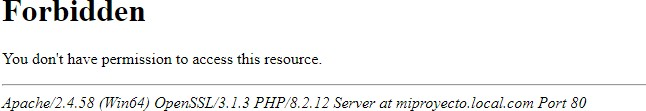 Forbidden
You don't have permission to access this resource.
Apache/2.4.58 (Win64) OpenSSL/3.1.3 PHP/8.2.12 Server at miproyecto.local.com Port 80